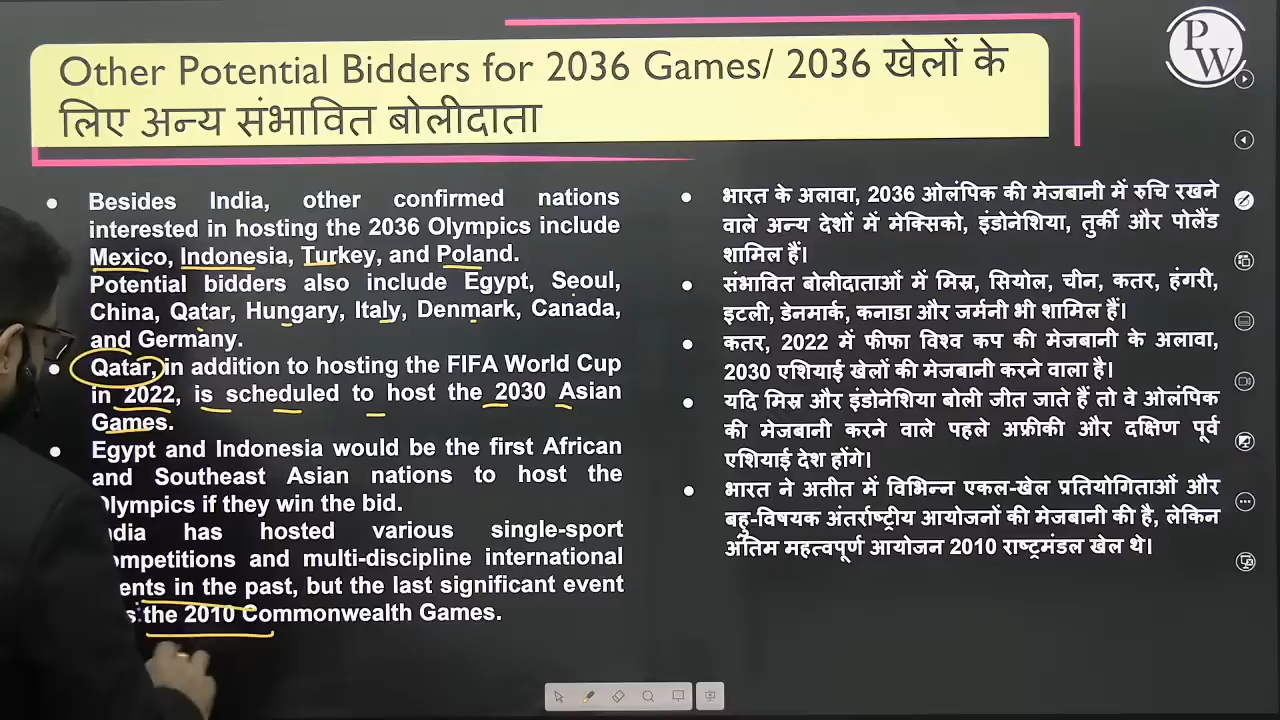 Other Potential Bidders for 2036 Games/ 2036 खेलों के
लिए अन्य संभावित बोलीदाता
PW
Besides India, other confirmed nations
interested in hosting the 2036 Olympics include
Mexico, Indonesia, Turkey, and Poland.
Potential bidders also include Egypt, Seoul,
China, Qatar, Hungary, Italy, Denmark, Canada,
and Germany.
Qatar, in addition to hosting the FIFA World Cup
in 2022, is scheduled to host the 2030 Asian
Games.
Egypt and Indonesia would be the first African
and Southeast Asian nations to host the
lympics if they win the bid.
ndia has hosted various single-sport
ompetitions and multi-discipline international
ents in the past, but the last significant event
s the 2010 Commonwealth Games.
भारत के अलावा, 2036 ओलंपिक की मेजबानी में रुचि रखने
वाले अन्य देशों में मेक्सिको, इंडोनेशिया, तुर्की और पोलैंड
शामिल हैं।
संभावित बोलीदाताओं में मिस्र, सियोल, चीन, कतर, हंगरी,
इटली, डेनमार्क, कनाडा और जर्मनी भी शामिल हैं।
कतर, 2022 में फीफा विश्व कप की मेजबानी के अलावा,
2030 एशियाई खेलों की मेजबानी करने वाला है।
यदि मिस्र और इंडोनेशिया बोली जीत जाते हैं तो वे ओलंपिक
की मेजबानी करने वाले पहले अफ्रीकी और दक्षिण पूर्व
एशियाई देश होंगे।
भारत ने अतीत में विभिन्न एकल-खेल प्रतियोगिताओं और
बहु-विषयक अंतर्राष्ट्रीय आयोजनों की मेजबानी की है, लेकिन
अंतिम महत्वपूर्ण आयोजन 2010 राष्ट्रमंडल खेल थे।